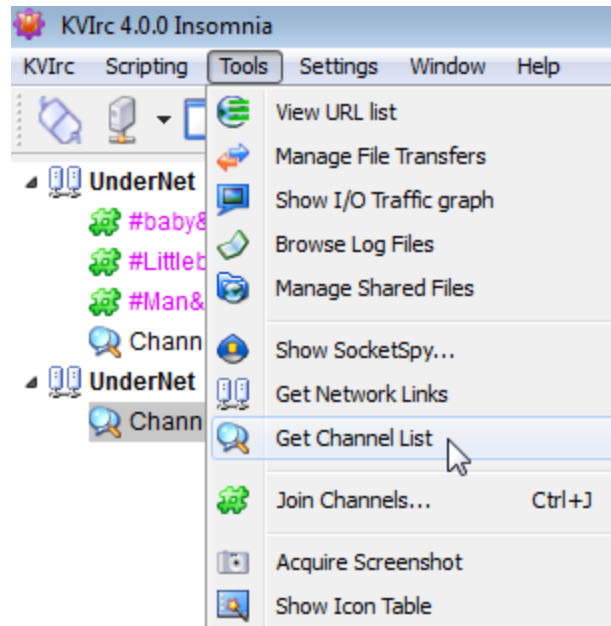 KVIrc 4.0.0 Insomnia
KVIrc Scripting Tools Settings Window Help
View URL list
Manage File Transfers
Show I/O Traffic graph
Browse Log Files
Manage Shared Files
Show SocketSpy...
Get Network Links
Get Channel List
Join Channels... Ctrl+J
Acquire Screenshot
Show Icon Table
UnderNet
#baby&
#Littleb
#Man&
Chann
UnderNet
Chann